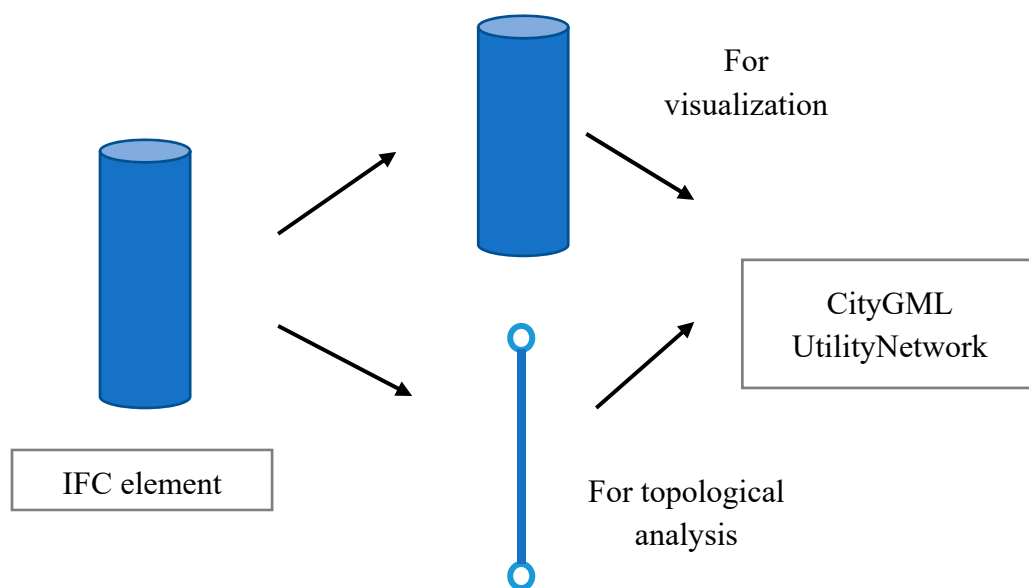 For
visualization
CityGML
UtilityNetwork
IFC element
For topological
analysis